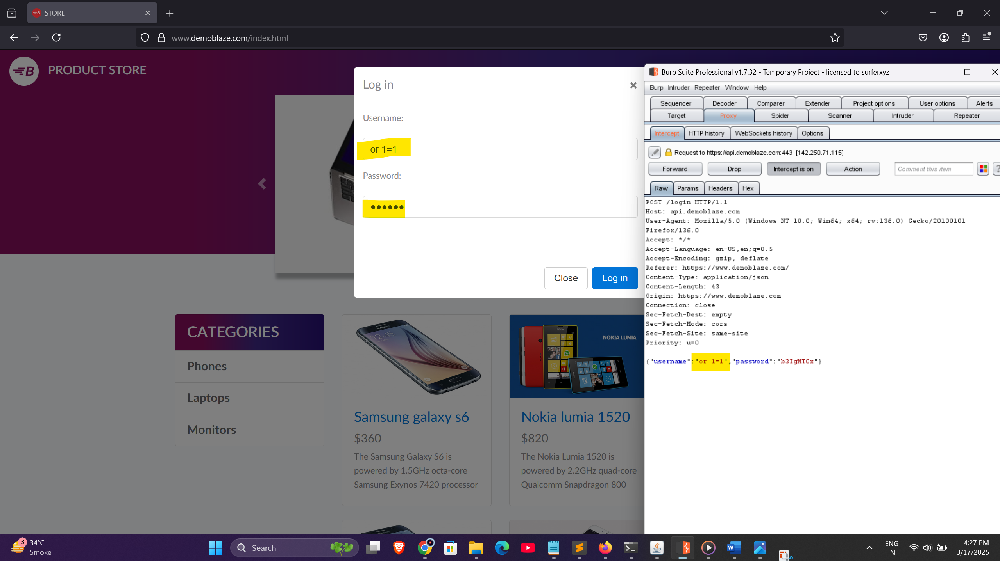 STORE
www.demoblaze.com/index.html
PRODUCT STORE
Log in
Username:
or 1=1
Password:
••••••
Close
Log in
CATEGORIES
Phones
Laptops
Monitors
12:45
Samsung galaxy s6
$360
The Samsung Galaxy S6 is
powered by 1.5GHz octa-core
Samsung Exynos 7420 processor
NOKIA LUMIA
Nokia lumia 1520
$820
The Nokia Lumia 1520 is
powered by 2.2GHz quad-core
Qualcomm Snapdragon 800
Burp Suite Professional v1.7.32 - Temporary Project - licensed to surferxyz
Burp Intruder Repeater Window Help
Sequencer Decoder Comparer Extender Project options User options Alerts
Target Proxy Spider Scanner Intruder Repeater
Intercept HTTP history WebSockets history Options
Request to https://api.demoblaze.com:443 [142.250.71.115]
Forward Drop Intercept is on Action Comment this item ?
Raw Params Headers Hex
POST /login HTTP/1.1
Host: api.demoblaze.com
User-Agent: Mozilla/5.0 (Windows NT 10.0; Win64; x64; rv:136.0) Gecko/20100101
Firefox/136.0
Accept: */*
Accept-Language: en-US,en;q=0.5
Accept-Encoding: gzip, deflate
Referer: https://www.demoblaze.com/
Content-Type: application/json
Content-Length: 43
Origin: https://www.demoblaze.com
Connection: close
Sec-Fetch-Dest: empty
Sec-Fetch-Mode: cors
Sec-Fetch-Site: same-site
Priority: u=0
{"username":"or 1=1","password":"b3IgMT0x"}
3
34°C
Smoke
Search
ENG
IN
4:27 PM
3/17/2025